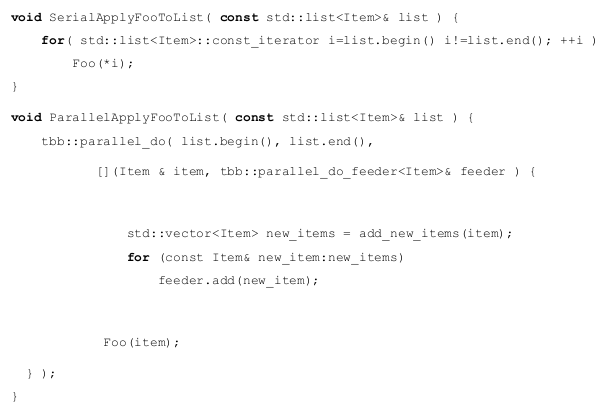 void SerialApplyFooToList( const std::list<Item>& list ) {
    for( std::list<Item>::const_iterator i=list.begin() i!=list.end(); ++i )
        Foo(*i);
}
void ParallelApplyFooToList( const std::list<Item>& list ) {
    tbb::parallel_do( list.begin(), list.end(),
           [](Item & item, tbb::parallel_do_feeder<Item>& feeder ) {
               std::vector<Item> new_items = add_new_items(item);
               for (const Item& new_item:new_items)
                   feeder.add(new_item);
            Foo(item);
  } );
}